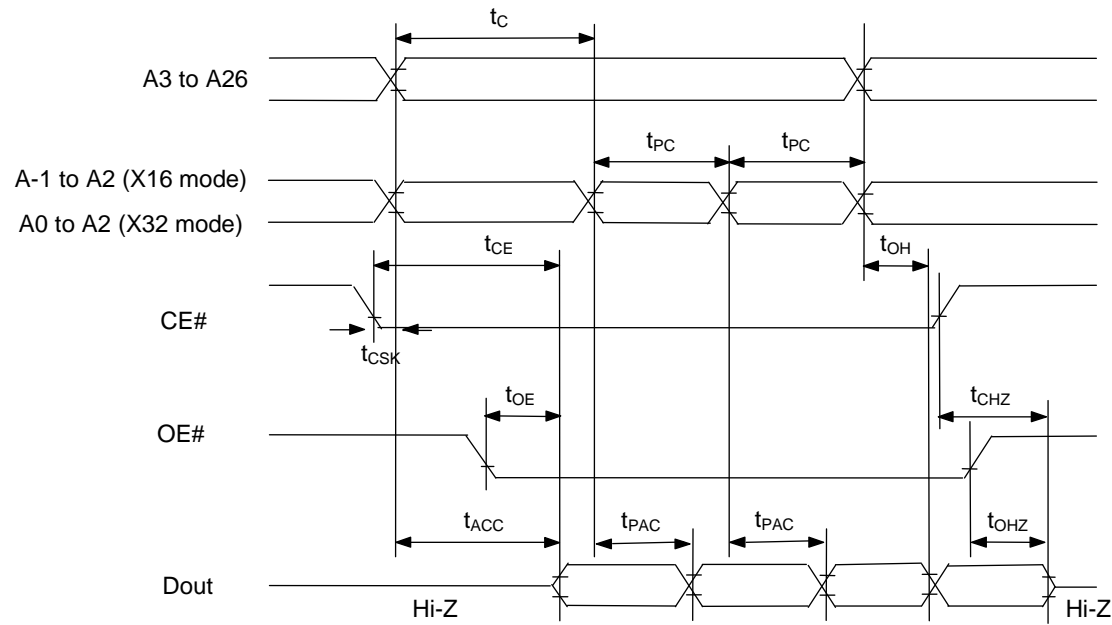 tC
A3 to A26
tPC tPC
A-1 to A2 (X16 mode)
A0 to A2 (X32 mode)
tCE tOH
CE#
tCSK
tOE tCHZ
OE#
tACC tPAC tPAC tOHZ
Dout
Hi-Z Hi-Z